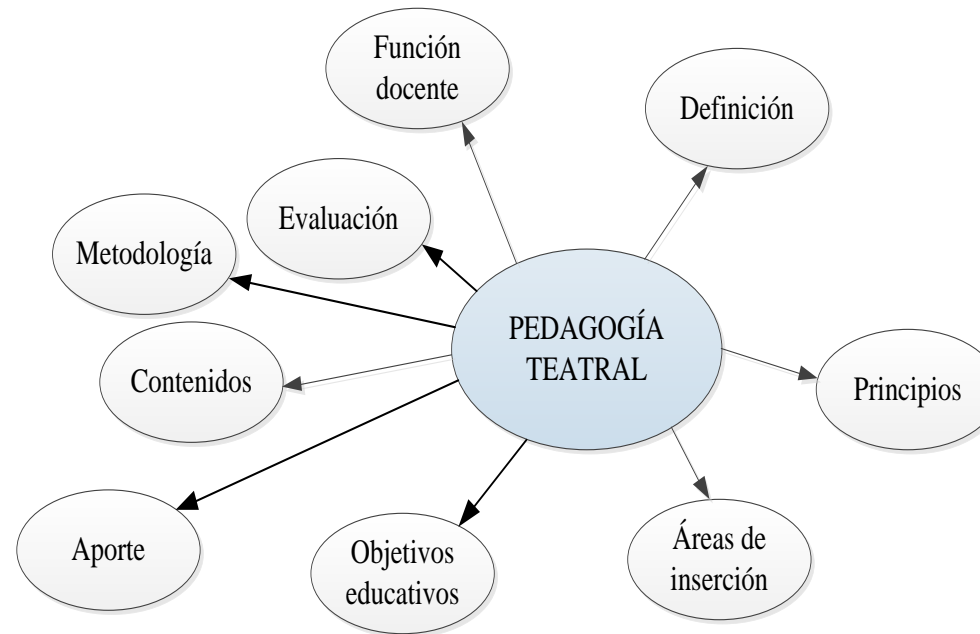 Función
docente
Definición
Evaluación
Metodología
PEDAGOGÍA
TEATRAL
Contenidos
Principios
Aporte
Objetivos
educativos
Áreas de
inserción